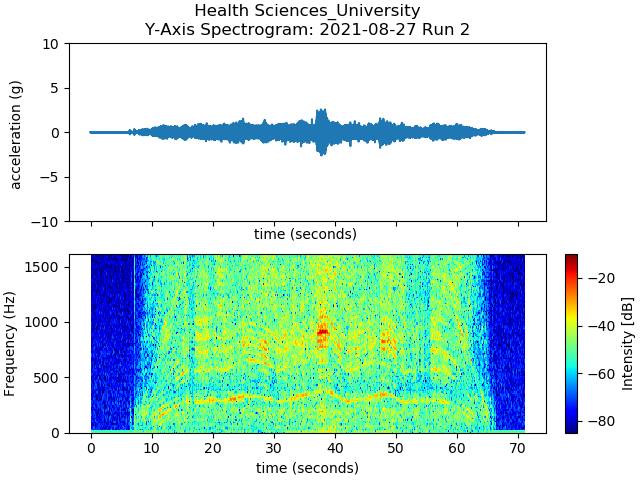 Health Sciences_University
Y-Axis Spectrogram: 2021-08-27 Run 2
10
5
0
−5
−10
acceleration (g)
time (seconds)
1500
1000
500
0
Frequency (Hz)
0 10 20 30 40 50 60 70
time (seconds)
−20
−40
−60
−80
Intensity [dB]